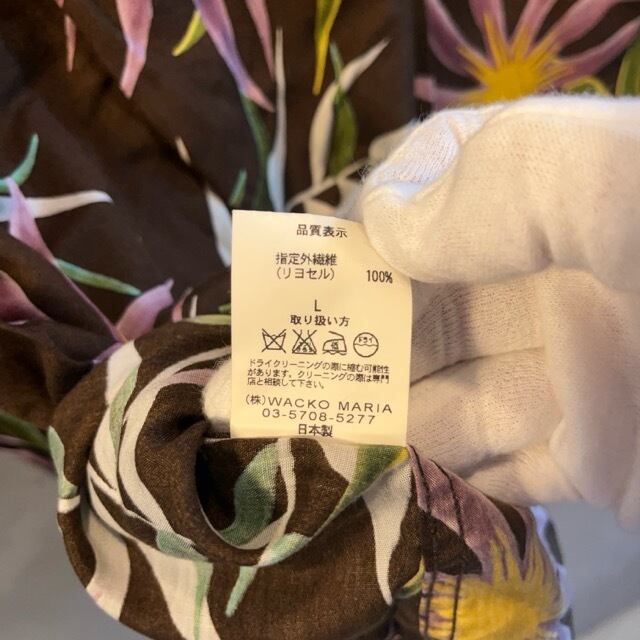 品質表示
指定外繊維
(リヨセル) 100%
L
取り扱い方
ドライ
ドライクリーニングの際に縮む可能性
があります。クリーニングの際は専門
店と相談して下さい。
(株)WACKO MARIA
03-5708-5277
日本製